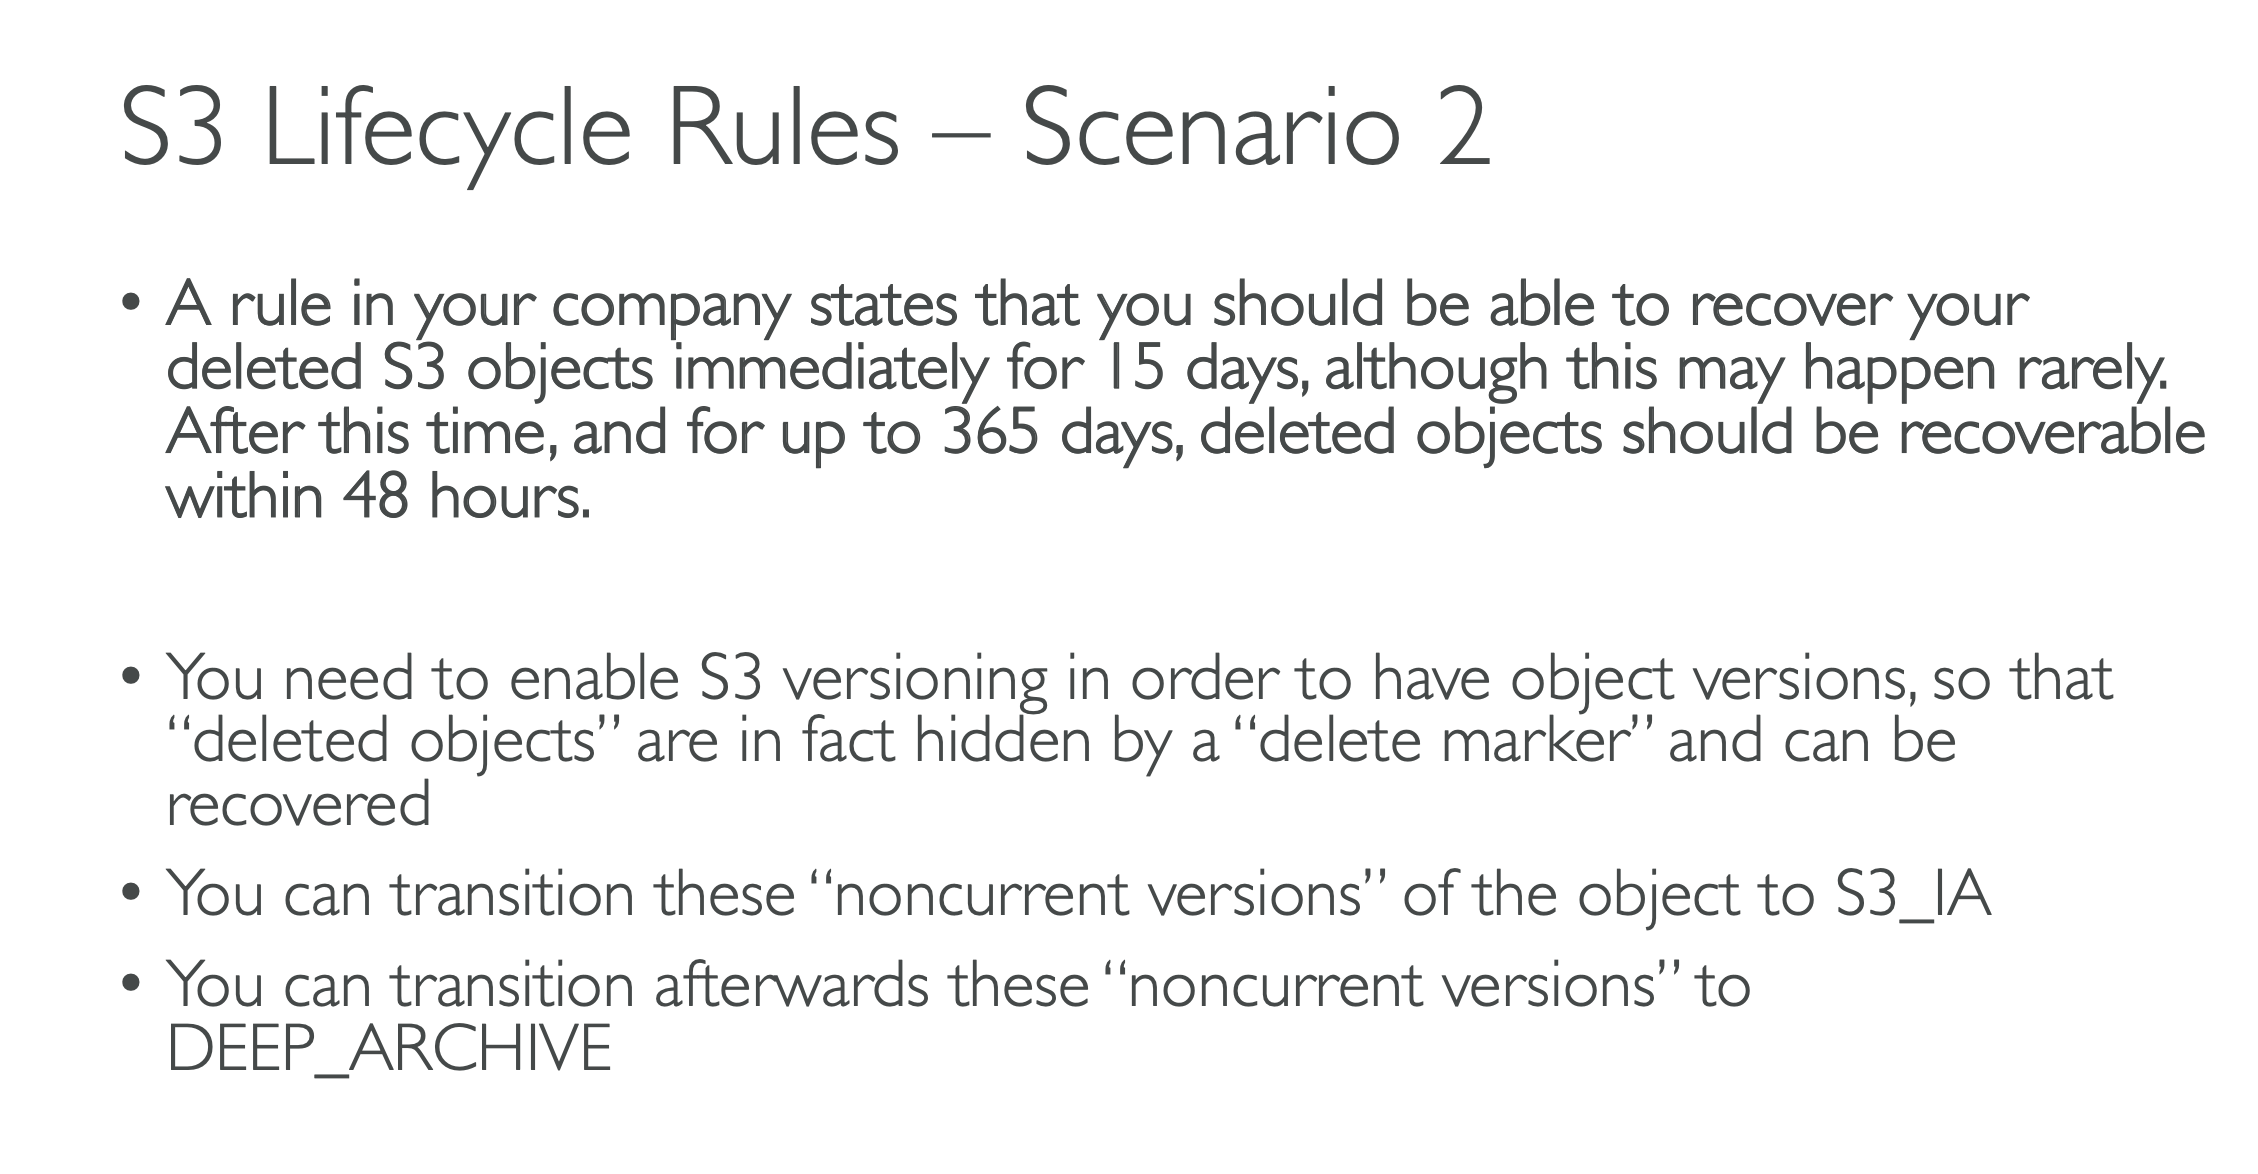 S3 Lifecycle Rules – Scenario 2
• A rule in your company states that you should be able to recover your
deleted S3 objects immediately for 15 days, although this may happen rarely.
After this time, and for up to 365 days, deleted objects should be recoverable
within 48 hours.
• You need to enable S3 versioning in order to have object versions, so that
“deleted objects” are in fact hidden by a “delete marker” and can be
recovered
• You can transition these “noncurrent versions” of the object to S3_IA
• You can transition afterwards these “noncurrent versions” to
DEEP_ARCHIVE